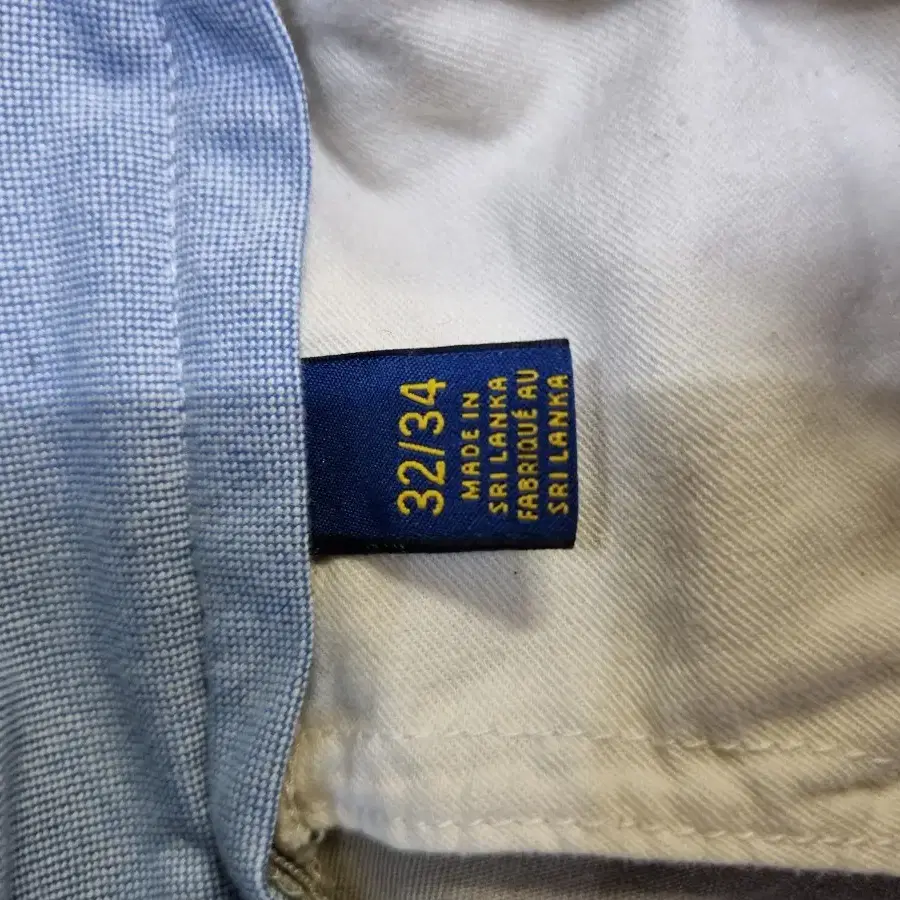 32/34
MADE IN
SRI LANKA
FABRIQUÉ AU
SRI LANKA